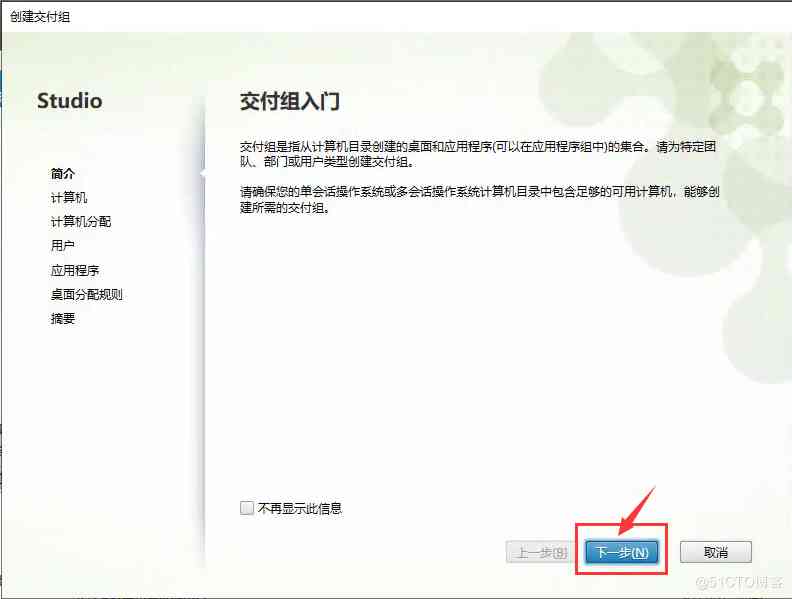 创建交付组
Studio
简介
计算机
计算机分配
用户
应用程序
桌面分配规则
摘要
交付组入门
交付组是指从计算机目录创建的桌面和应用程序(可以在应用程序组中)的集合。请为特定团
队、部门或用户类型创建交付组。
请确保您的单会话操作系统或多会话操作系统计算机目录中包含足够的可用计算机，能够创
建所需的交付组。
不再显示此信息
上一步(B)
下一步(N)
取消
@51CTO博客